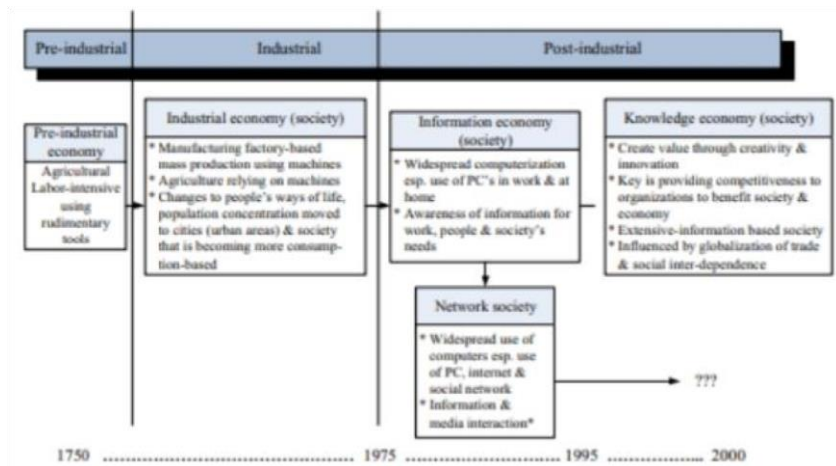 Pre-industrial
Industrial
Post-industrial
Pre-industrial
economy
Agricultural
Labor-intensive
using
rudimentary
tools
Industrial economy (society)
* Manufacturing factory-based
mass production using machines
* Agriculture relying on machines
* Changes to people's ways of life,
population concentration moved
to cities (urban areas) & society
that is becoming more consump-
tion-based
Information economy
(society)
* Widespread computerization
esp. use of PC's in work & at
home
* Awareness of information for
work, people & society's
needs
Knowledge economy (society)
* Create value through creativity &
innovation
* Key is providing competitiveness to
organizations to benefit society &
economy
* Extensive-information based society
* Influenced by globalization of trade
& social inter-dependence
Network society
* Widespread use of
computers esp. use
of PC, internet &
social network
* Information &
media interaction*
???
1750 ........................................ 1975 ............................. 1995 ................ 2000